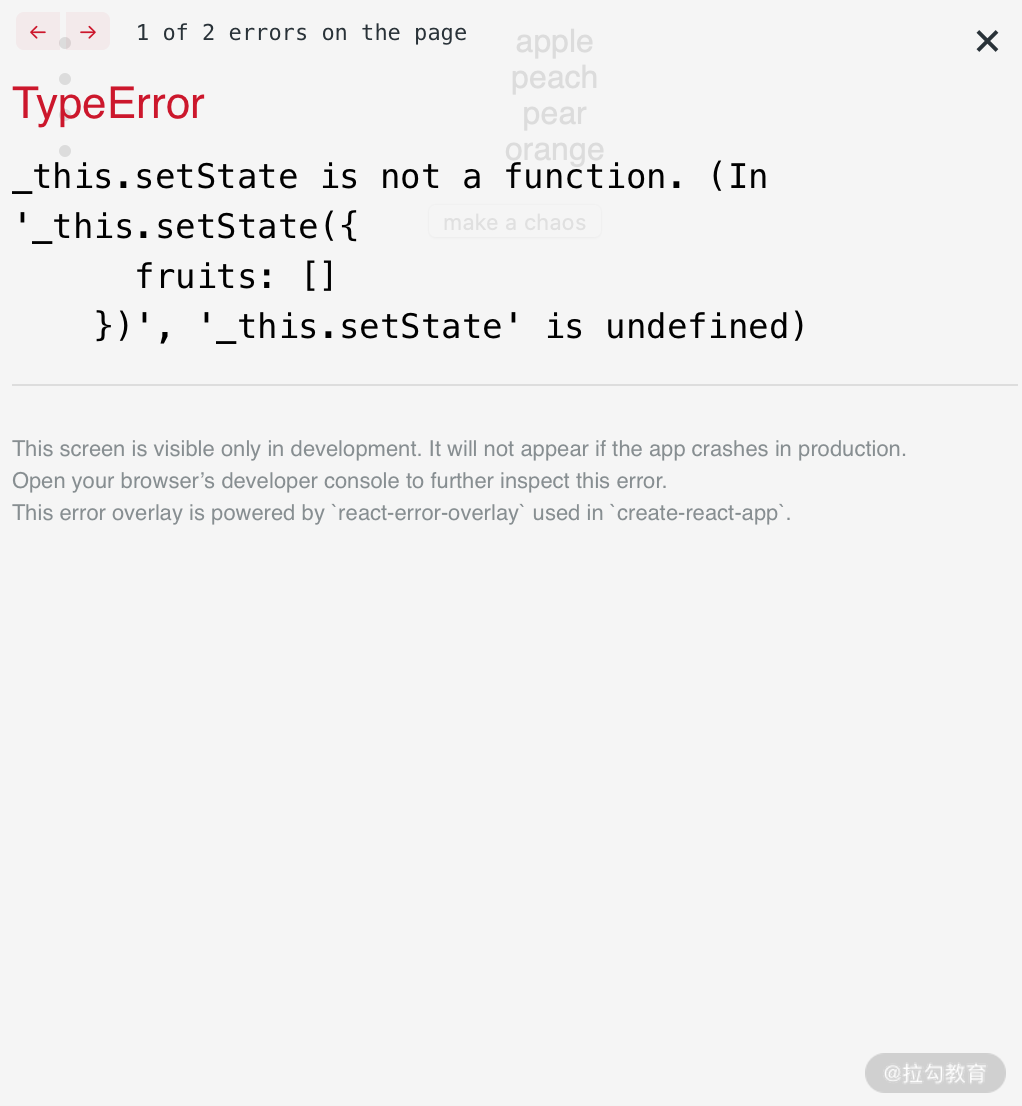 ← → 1 of 2 errors on the page
apple
peach
pear
orange
make a chaos
TypeError
_this.setState is not a function. (In
'_this.setState({
      fruits: []
    })', '_this.setState' is undefined)
This screen is visible only in development. It will not appear if the app crashes in production.
Open your browser’s developer console to further inspect this error.
This error overlay is powered by `react-error-overlay` used in `create-react-app`.
@拉勾教育